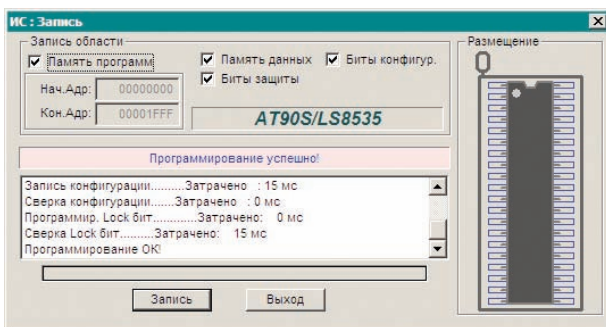 ИС : Запись
Запись области
Память программ
Память данных
Биты конфигур.
Биты защиты
Нач.Адр: 00000000
Кон.Адр: 00001FFF
AT90S/LS8535
Размещение
Программирование успешно!
Запись конфигурации.........Затрачено : 15 мс
Сверка конфигурации.......Затрачено : 0 мс
Программир. Lock бит.............Затрачено: 0 мс
Сверка Lock бит..........Затрачено: 15 мс
Программирование ОК!
Запись
Выход